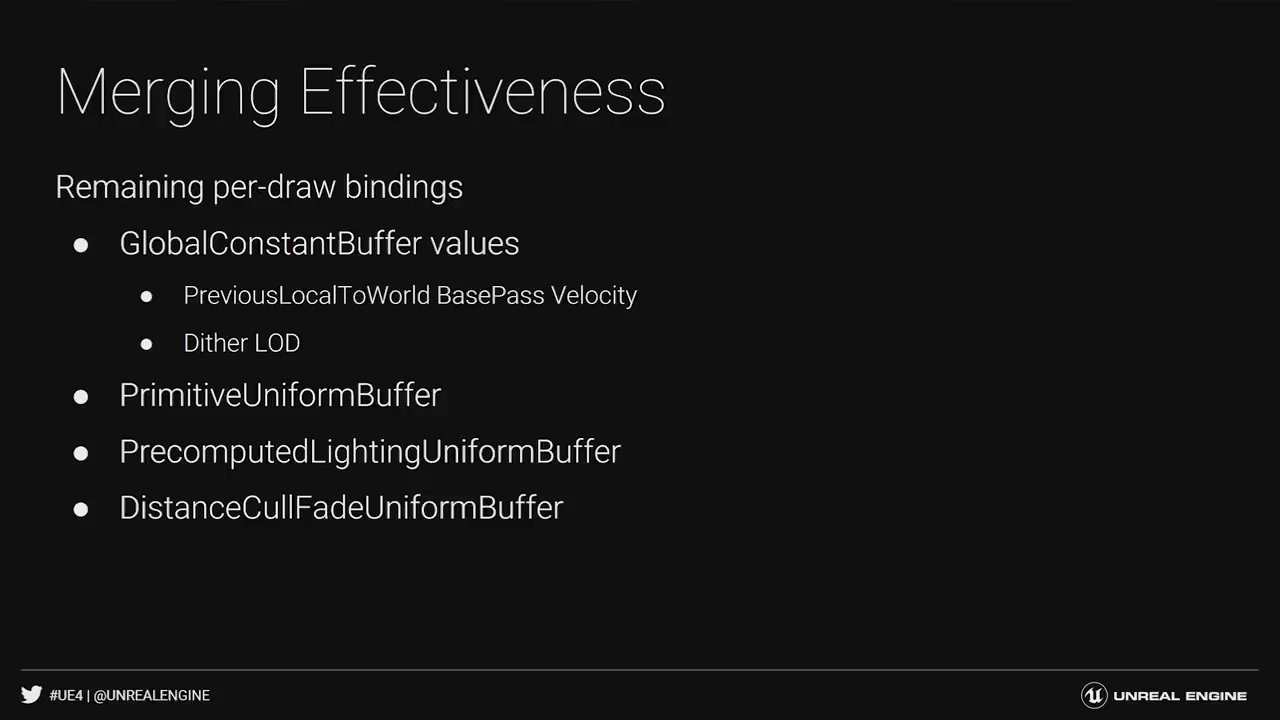 Merging Effectiveness
Remaining per-draw bindings
● GlobalConstantBuffer values
● PreviousLocalToWorld BasePass Velocity
● Dither LOD
● PrimitiveUniformBuffer
● PrecomputedLightingUniformBuffer
● DistanceCullFadeUniformBuffer
#UE4 | @UNREALENGINE
UNREAL ENGINE